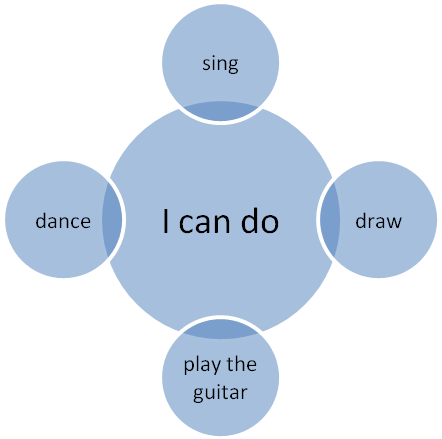 sing
dance
I can do
draw
play the
guitar